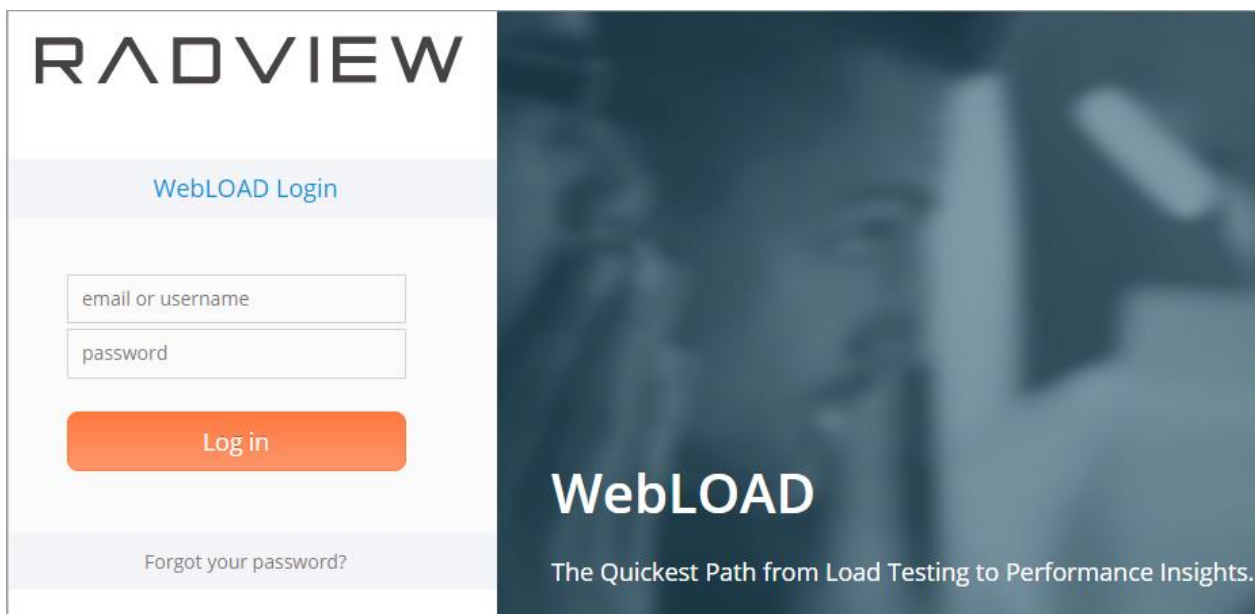 RADVIEW
WebLOAD Login
email or username
password
Log in
Forgot your password?
WebLOAD
The Quickest Path from Load Testing to Performance Insights.